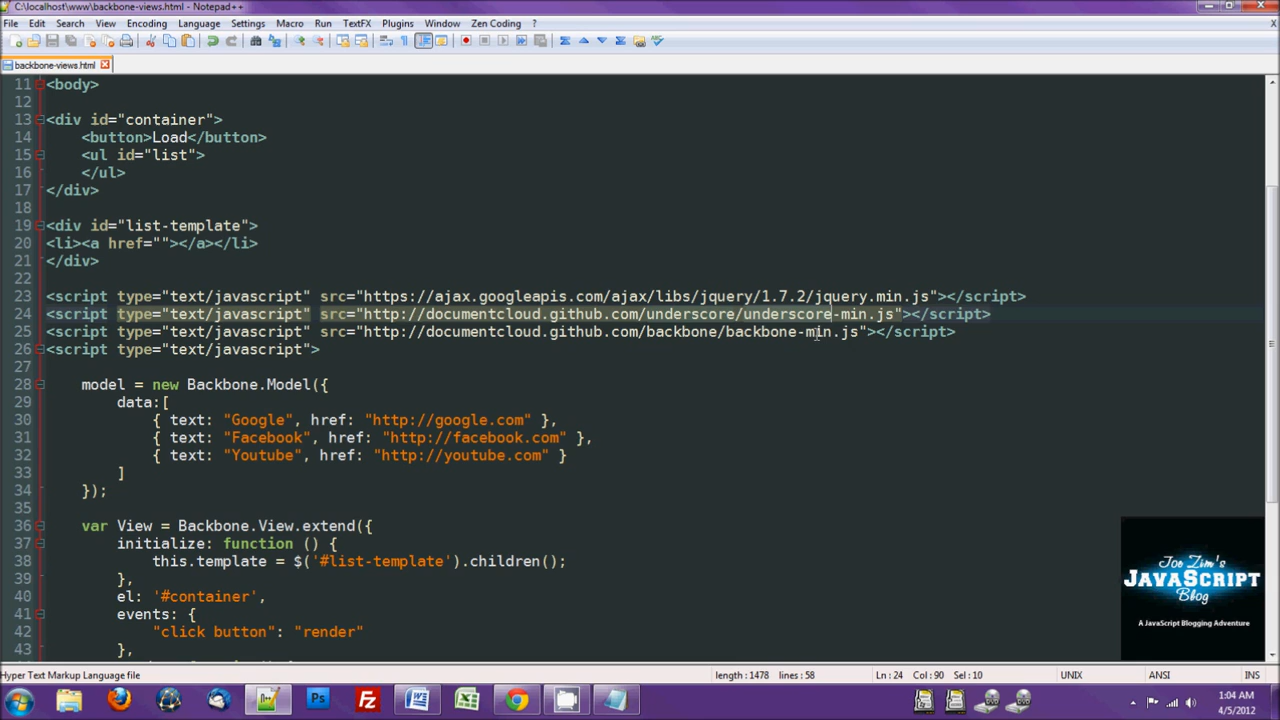 C:\localhost\www\backbone-views.html - Notepad++
File Edit Search View Encoding Language Settings Macro Run TextFX Plugins Window Zen Coding ? X
backbone-views.html
11 <body>
12
13 <div id="container">
14 <button>Load</button>
15 <ul id="list">
16 </ul>
17 </div>
18
19 <div id="list-template">
20 <li><a href=""></a></li>
21 </div>
22
23 <script type="text/javascript" src="https://ajax.googleapis.com/ajax/libs/jquery/1.7.2/jquery.min.js"></script>
24 <script type="text/javascript" src="http://documentcloud.github.com/underscore/underscore-min.js"></script>
25 <script type="text/javascript" src="http://documentcloud.github.com/backbone/backbone-min.js"></script>
26 <script type="text/javascript">
27
28 model = new Backbone.Model({
29 data:[
30 { text: "Google", href: "http://google.com" },
31 { text: "Facebook", href: "http://facebook.com" },
32 { text: "Youtube", href: "http://youtube.com" }
33 ]
34 });
35
36 var View = Backbone.View.extend({
37 initialize: function () {
38 this.template = $('#list-template').children();
39 },
40 el: '#container',
41 events: {
42 "click button": "render"
43 },
JOE ZIM'S
JAVASCRIPT
Blog
A JavaScript Blogging Adventure
Hyper Text Markup Language file length : 1478 lines : 58 Ln : 24 Col : 90 Sel : 10 UNIX ANSI INS
1:04 AM
4/5/2012